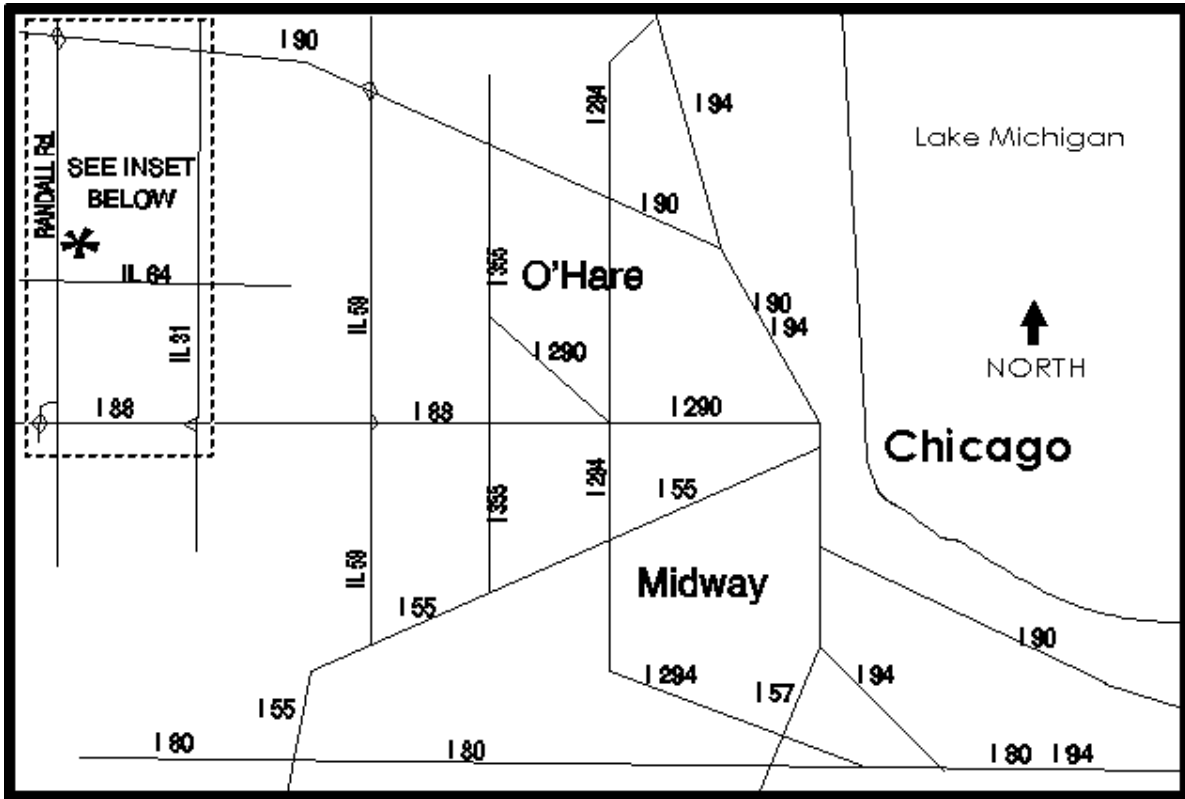 I 90
I 294
I 94
Lake Michigan
RANDALL Rd.
SEE INSET
BELOW
I 90
I 355
O'Hare
IL 64
IL 59
I 90
I 94
IL 31
I 290
NORTH
I 88
I 88
I 290
Chicago
I 294
I 55
I 355
IL 59
Midway
I 55
I 90
I 294
I 57
I 94
I 55
I 80
I 80
I 80 I 94